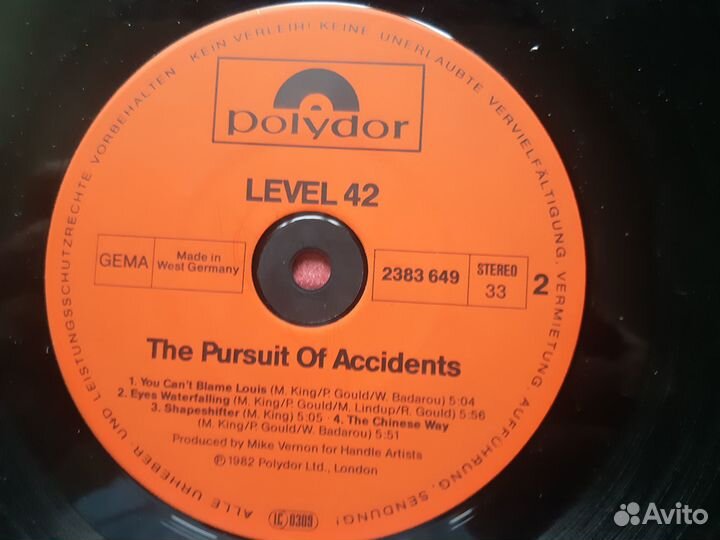 ALLE URHEBER- UND LEISTUNGSSCHUTZRECHTE VORBEHALTEN · KEIN VERLEIH! KEINE UNERLAUBTE VERVIELFÄLTIGUNG, VERMIETUNG, AUFFÜHRUNG, SENDUNG!
polydor
LEVEL 42
GEMA
Made in
West Germany
2383 649
STEREO
33
2
The Pursuit Of Accidents
1. You Can't Blame Louis (M. King/P. Gould/W. Badarou) 5:04
2. Eyes Waterfalling (M. King/P. Gould/M. Lindup/R. Gould) 5:56
3. Shapeshifter (M. King) 5:05 · 4. The Chinese Way
(M. King/P. Gould/W. Badarou) 5:51
Produced by Mike Vernon for Handle Artists
℗1982 Polydor Ltd., London
LC 0309
Avito